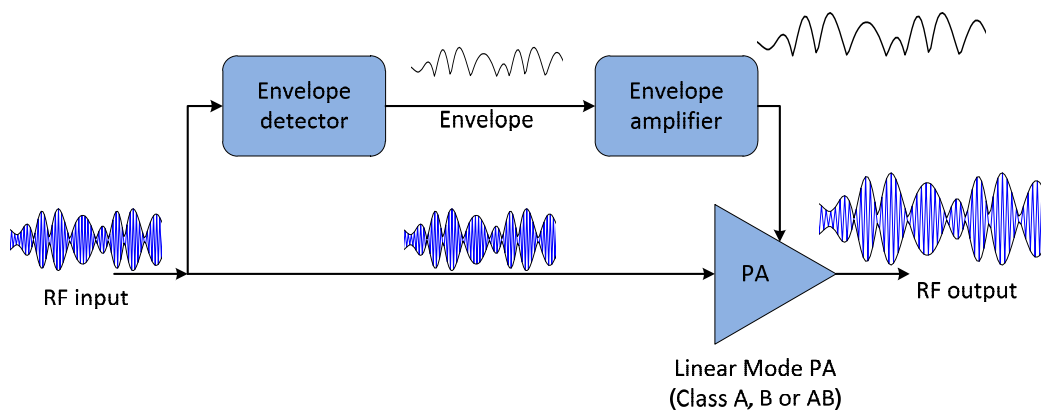 Envelope
detector
Envelope
Envelope
amplifier
RF input
PA
RF output
Linear Mode PA
(Class A, B or AB)